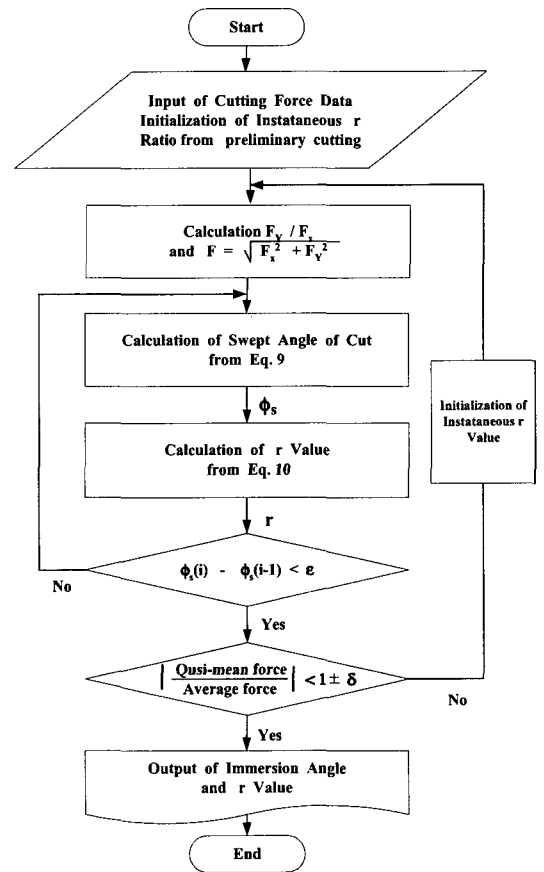 Start
Input of Cutting Force Data
Initialization of Instataneous r
Ratio from preliminary cutting
Calculation F_Y / F_x
and F = √(F_x² + F_Y²)
Calculation of Swept Angle of Cut
from Eq. 9
ϕ_s
Calculation of r Value
from Eq. 10
r
Initialization of
Instataneous r
Value
ϕ_s(i) - ϕ_s(i-1) < ε
No
Yes
| Qusi-mean force / Average force | < 1 ± δ
No
Yes
Output of Immersion Angle
and r Value
End